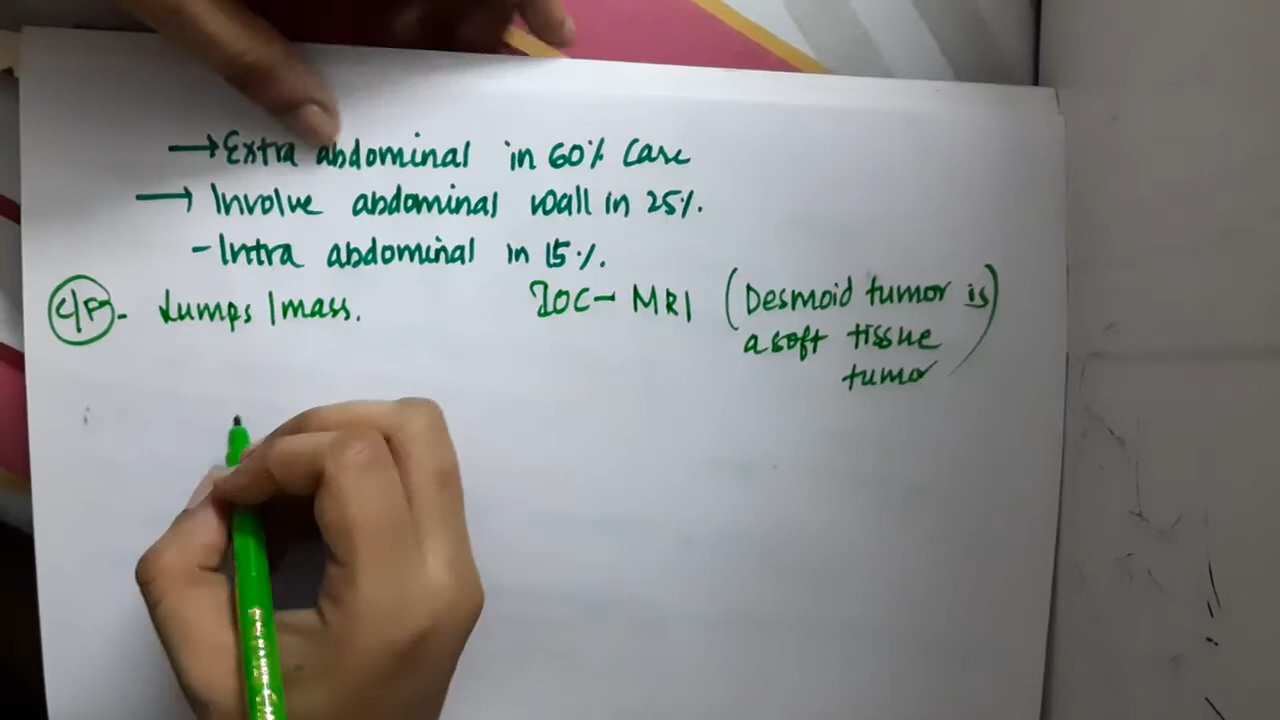 → Extra abdominal in 60% Case
→ Involve abdominal wall in 25%.
- Intra abdominal in 15%.
C/P - Lumps/mass.
IOC - MRI (Desmoid tumor is
a soft tissue
tumor)